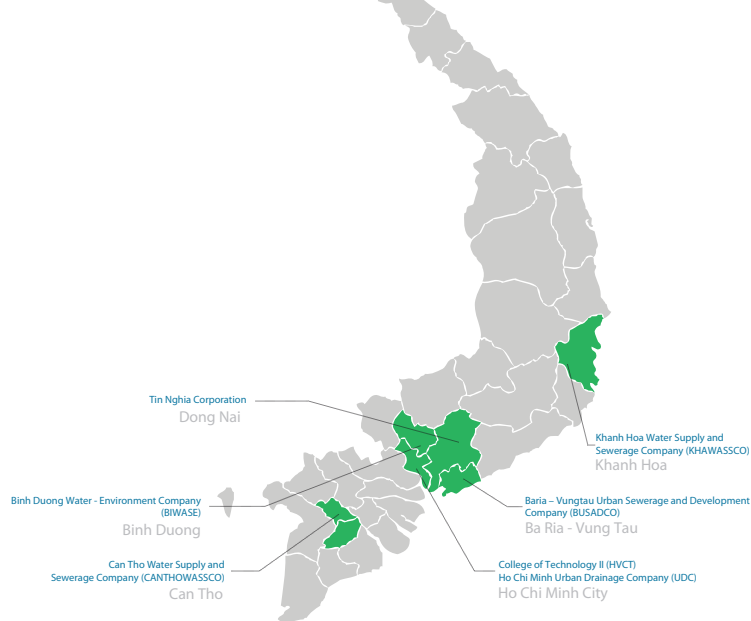 Tin Nghia Corporation
Dong Nai
Khanh Hoa Water Supply and
Sewerage Company (KHAWASSCO)
Khanh Hoa
Binh Duong Water - Environment Company
(BIWASE)
Binh Duong
Baria – Vungtau Urban Sewerage and Development
Company (BUSADCO)
Ba Ria - Vung Tau
Can Tho Water Supply and
Sewerage Company (CANTHOWASSCO)
Can Tho
College of Technology II (HVCT)
Ho Chi Minh Urban Drainage Company (UDC)
Ho Chi Minh City